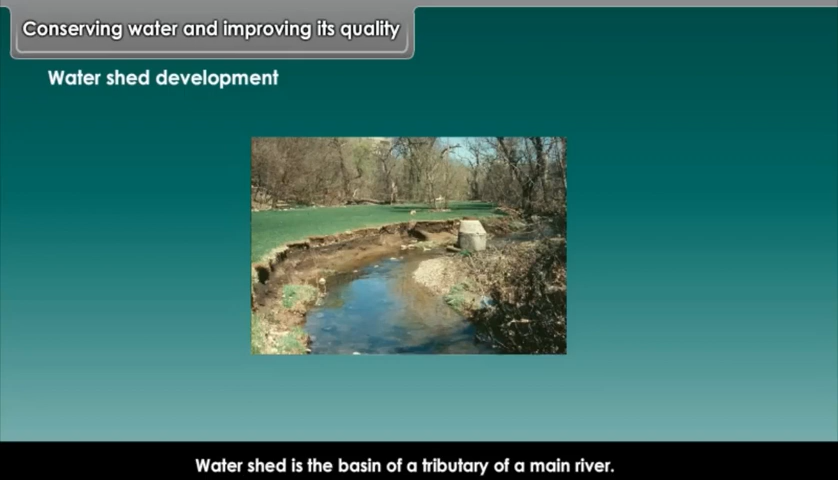 Conserving water and improving its quality
Water shed development
Water shed is the basin of a tributary of a main river.